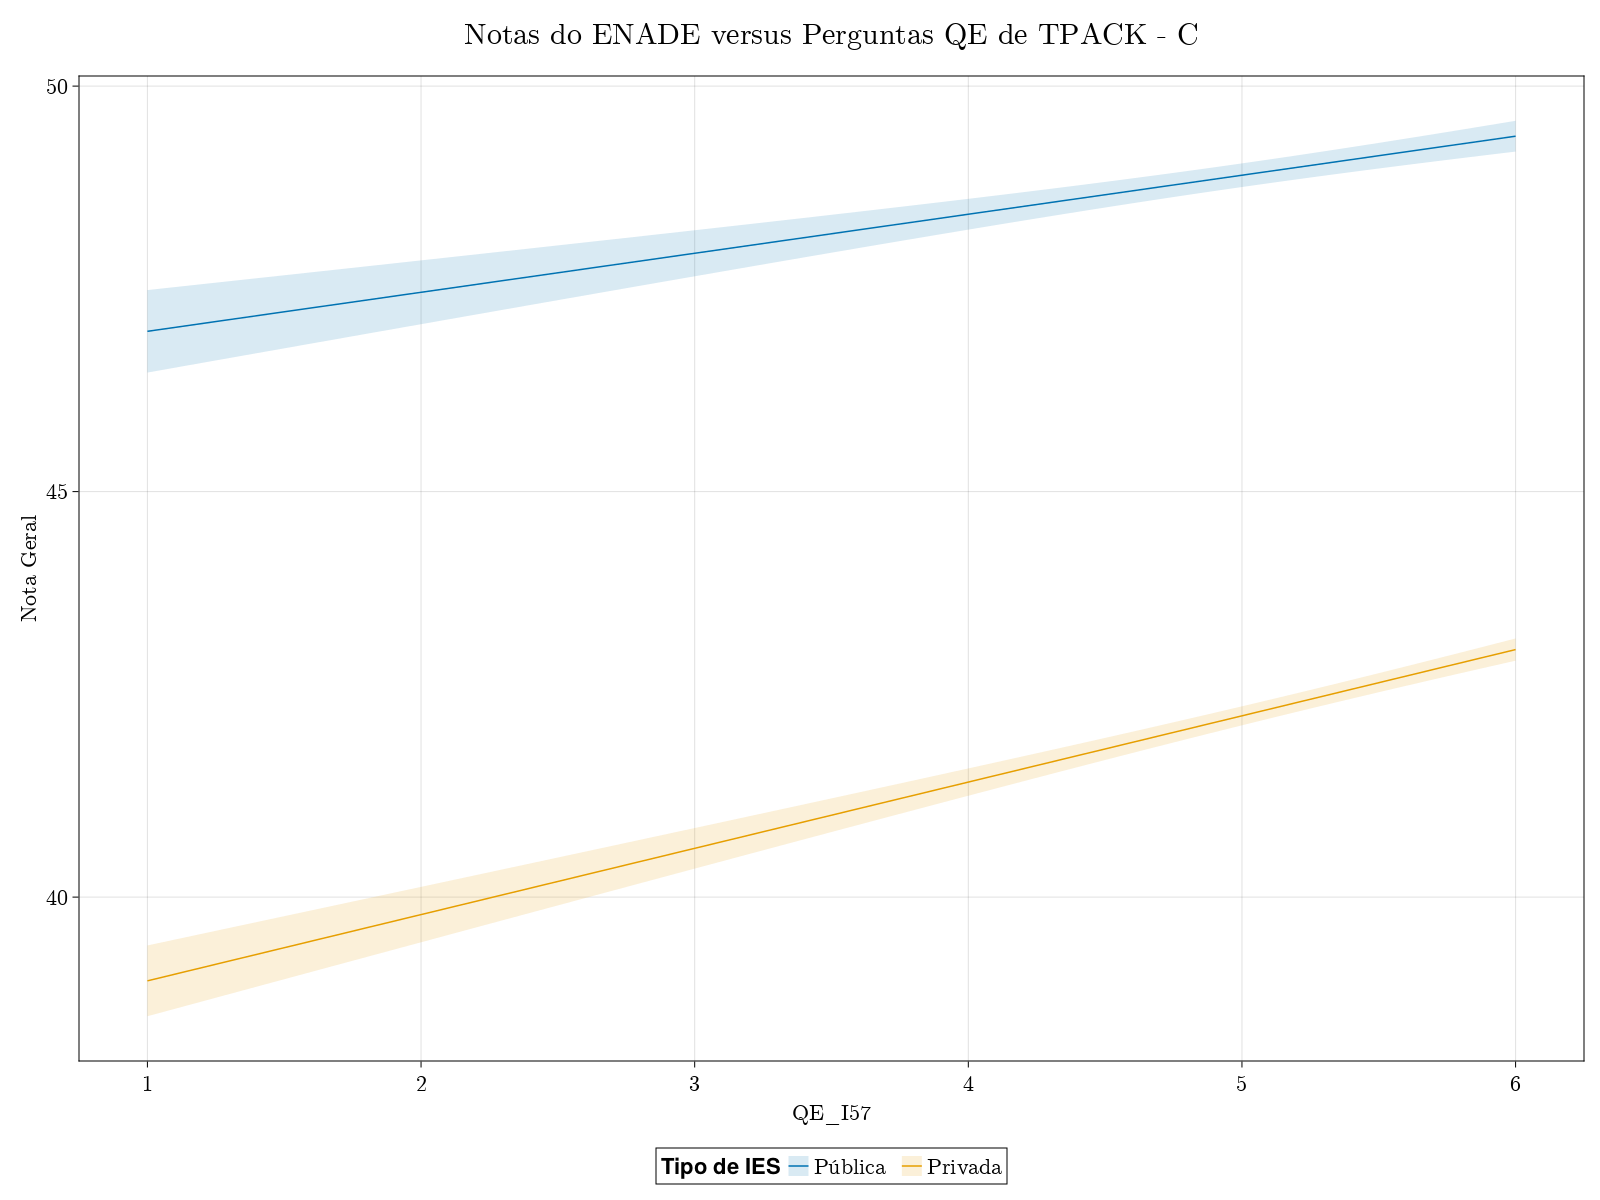 Notas do ENADE versus Perguntas QE de TPACK - C
50
45
40
Nota Geral
1 2 3 4 5 6
QE_I57
Tipo de IES Pública Privada